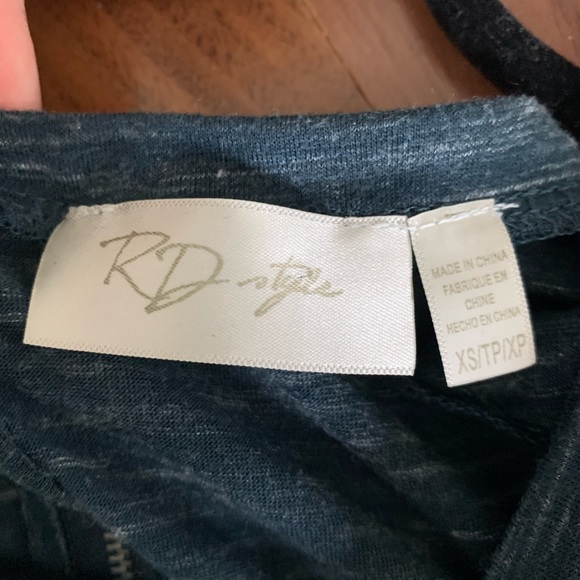 RD style
MADE IN CHINA
FABRIQUE EN
CHINE
HECHO EN CHINA
XS/TP/XP